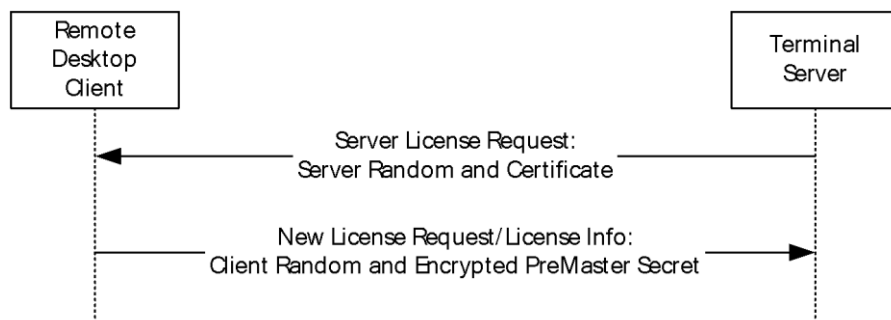 Remote
Desktop
Client
Terminal
Server
Server License Request:
Server Random and Certificate
New License Request/License Info:
Client Random and Encrypted PreMaster Secret